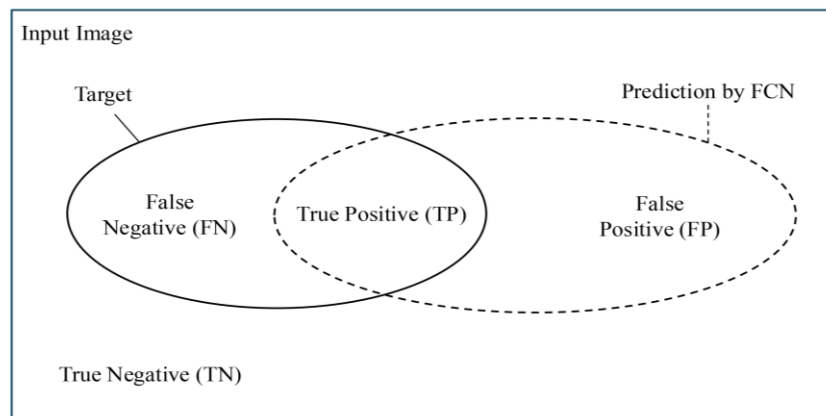 Input Image
Target
Prediction by FCN
False
Negative (FN)
True Positive (TP)
False
Positive (FP)
True Negative (TN)